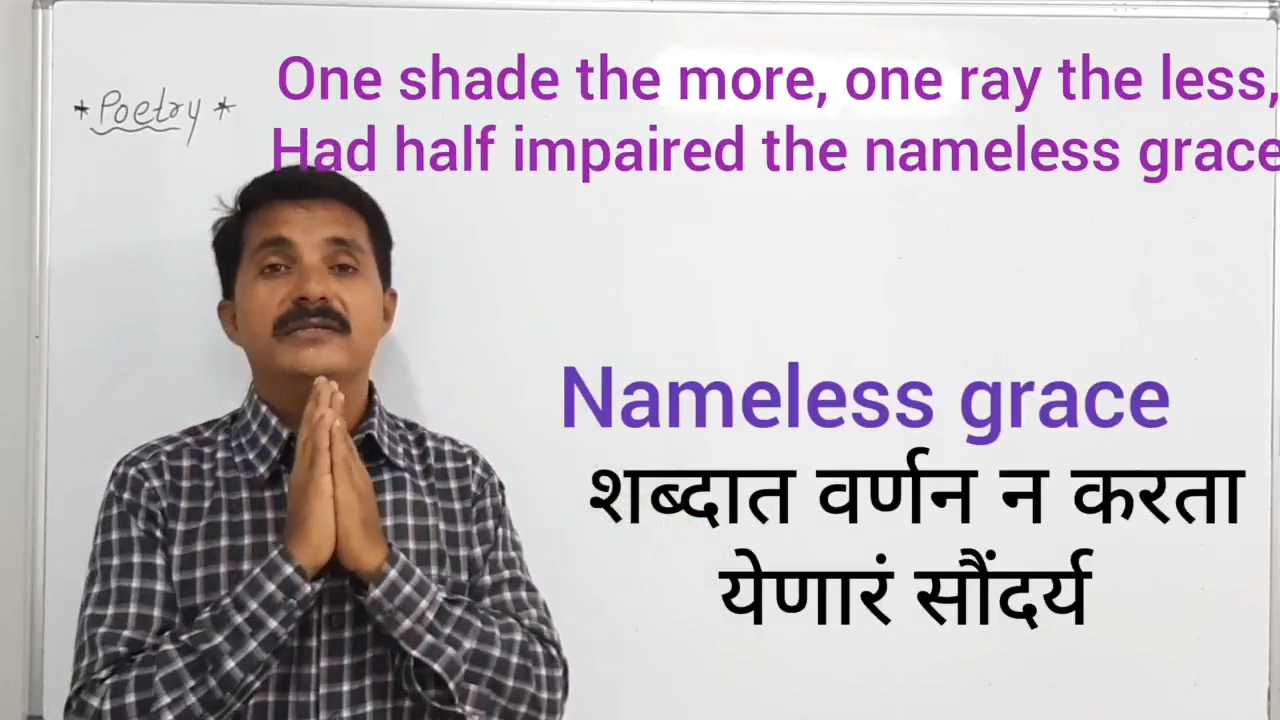 *Poetry*
One shade the more, one ray the less,
Had half impaired the nameless grace
Nameless grace
शब्दात वर्णन न करता
येणारं सौंदर्य